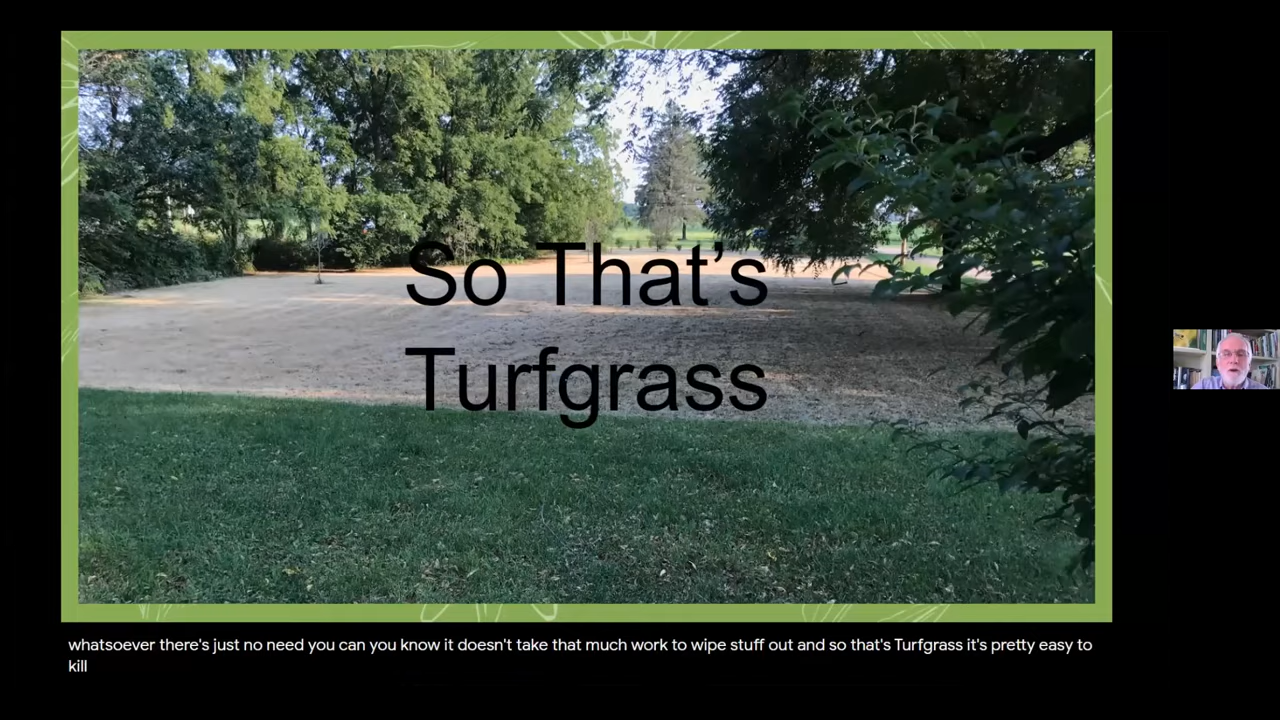 So That’s
Turfgrass
whatsoever there's just no need you can you know it doesn't take that much work to wipe stuff out and so that's Turfgrass it's pretty easy to
kill